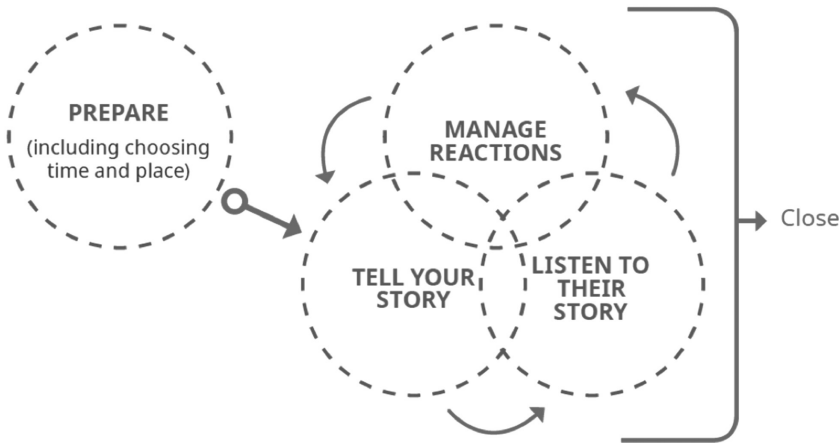 PREPARE
(including choosing
time and place)
MANAGE
REACTIONS
TELL YOUR
STORY
LISTEN TO
THEIR
STORY
Close